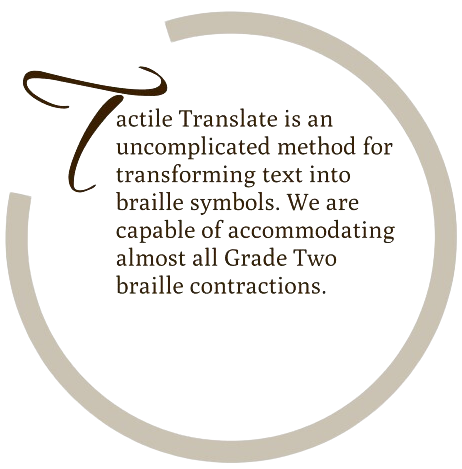 Tactile Translate is an
uncomplicated method for
transforming text into
braille symbols. We are
capable of accommodating
almost all Grade Two
braille contractions.